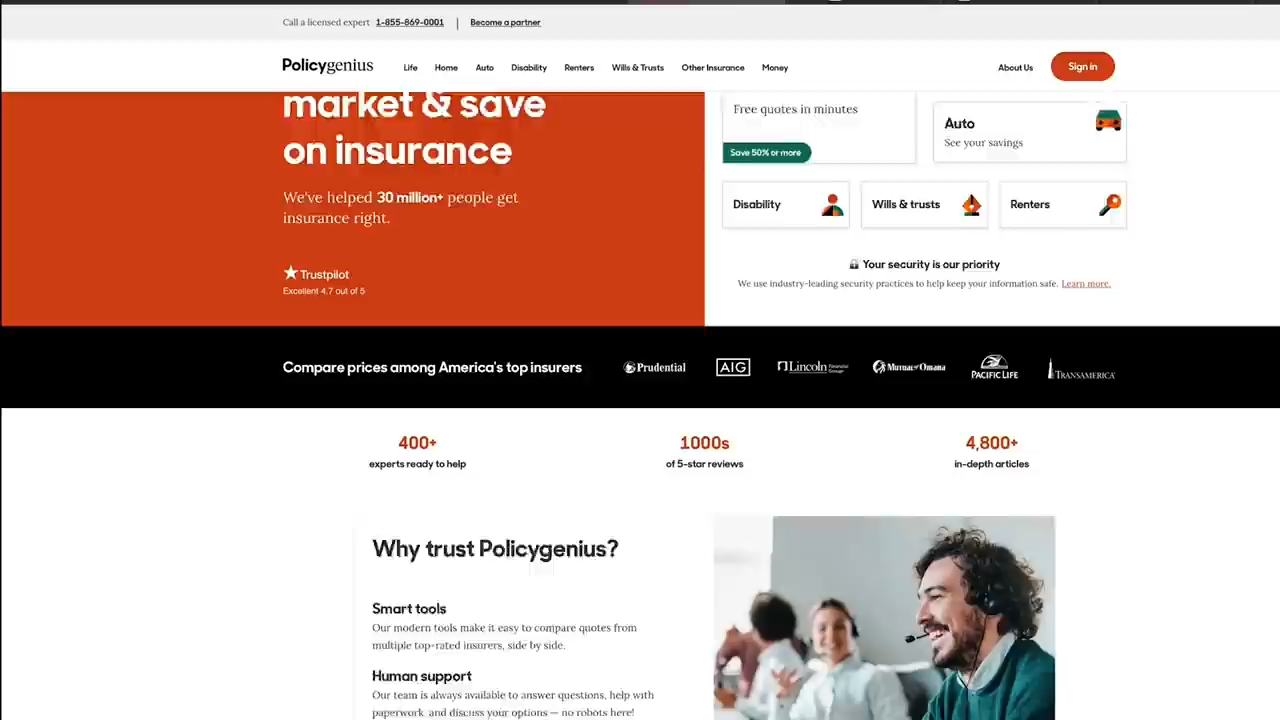 Call a licensed expert 1-855-869-0001 | Become a partner
Policygenius Life Home Auto Disability Renters Wills & Trusts Other Insurance Money About Us Sign in
market & save
on insurance
We've helped 30 million+ people get
insurance right.
Trustpilot
Excellent 4.7 out of 5
Free quotes in minutes
Save 50% or more
Auto
See your savings
Disability
Wills & trusts
Renters
Your security is our priority
We use industry-leading security practices to help keep your information safe. Learn more.
Compare prices among America's top insurers
Prudential
AIG
Lincoln Financial Group
Mutual of Omaha
PACIFIC LIFE
TRANSAMERICA
400+
experts ready to help
1000s
of 5-star reviews
4,800+
in-depth articles
Why trust Policygenius?
Smart tools
Our modern tools make it easy to compare quotes from
multiple top-rated insurers, side by side.
Human support
Our team is always available to answer questions, help with
paperwork, and discuss your options — no robots here!